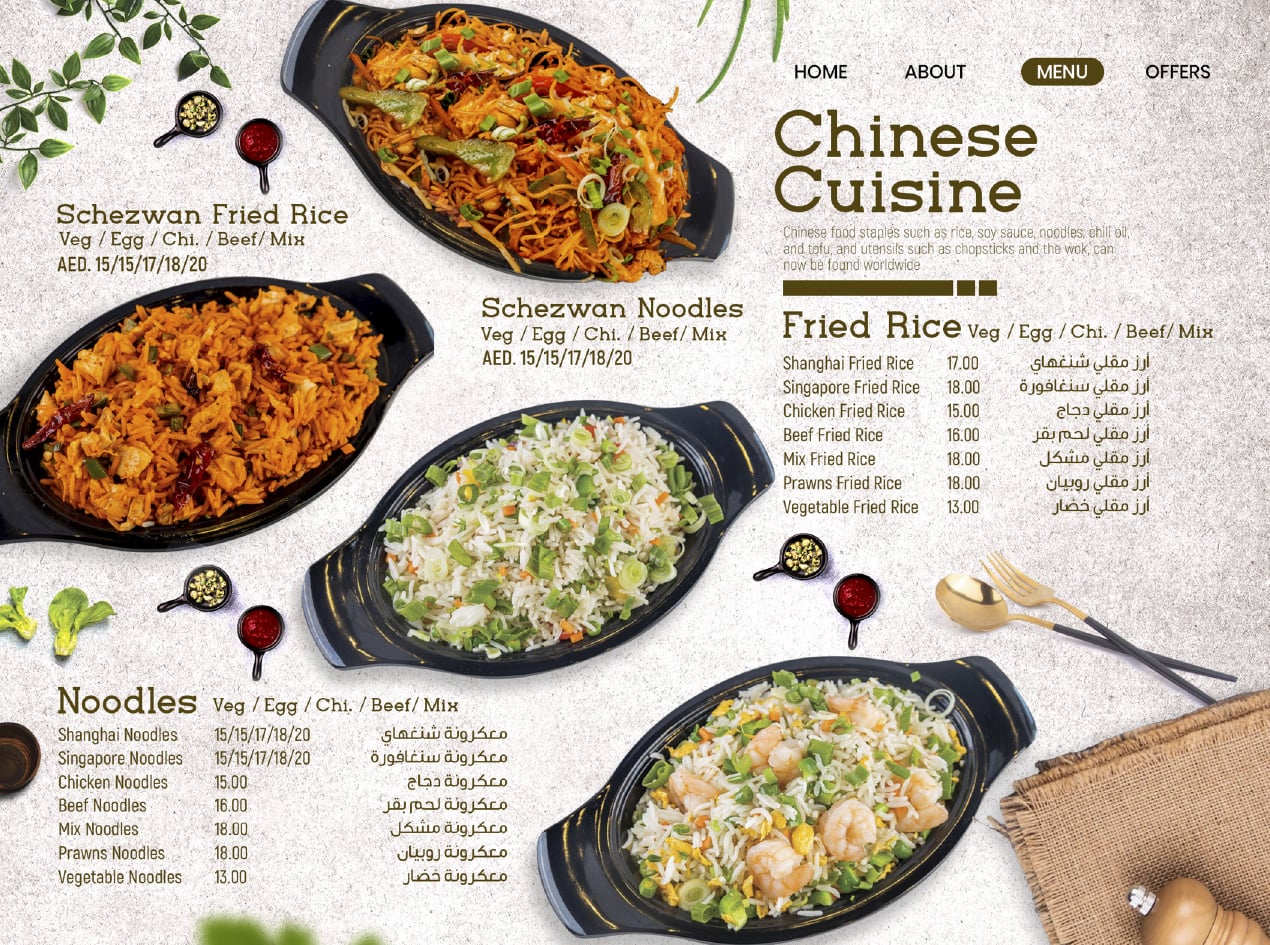 HOME ABOUT MENU OFFERS
Chinese
Cuisine
Chinese food staples such as rice, soy sauce, noodles, chili oil,
and tofu, and utensils such as chopsticks and the wok, can
now be found worldwide
Schezwan Fried Rice
Veg / Egg / Chi. / Beef/ Mix
AED. 15/15/17/18/20
Schezwan Noodles
Veg / Egg / Chi. / Beef/ Mix
AED. 15/15/17/18/20
Fried Rice Veg / Egg / Chi. / Beef/ Mix
Shanghai Fried Rice 17.00 أرز مقلي شنغهاي
Singapore Fried Rice 18.00 أرز مقلي سنغافورة
Chicken Fried Rice 15.00 أرز مقلي دجاج
Beef Fried Rice 16.00 أرز مقلي لحم بقر
Mix Fried Rice 18.00 أرز مقلي مشكل
Prawns Fried Rice 18.00 أرز مقلي روبيان
Vegetable Fried Rice 13.00 أرز مقلي خضار
Noodles Veg / Egg / Chi. / Beef/ Mix
Shanghai Noodles 15/15/17/18/20 معكرونة شنغهاي
Singapore Noodles 15/15/17/18/20 معكرونة سنغافورة
Chicken Noodles 15.00 معكرونة دجاج
Beef Noodles 16.00 معكرونة لحم بقر
Mix Noodles 18.00 معكرونة مشكل
Prawns Noodles 18.00 معكرونة روبيان
Vegetable Noodles 13.00 معكرونة خضار